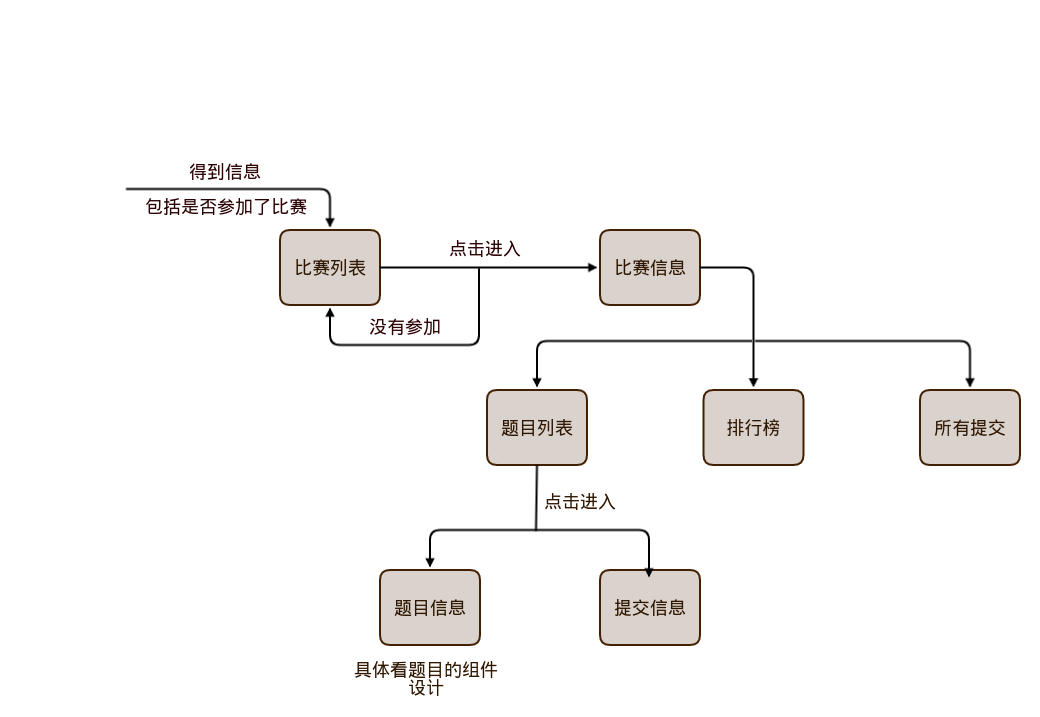 得到信息
包括是否参加了比赛
点击进入
比赛列表
比赛信息
没有参加
题目列表
排行榜
所有提交
点击进入
题目信息
提交信息
具体看题目的组件
设计